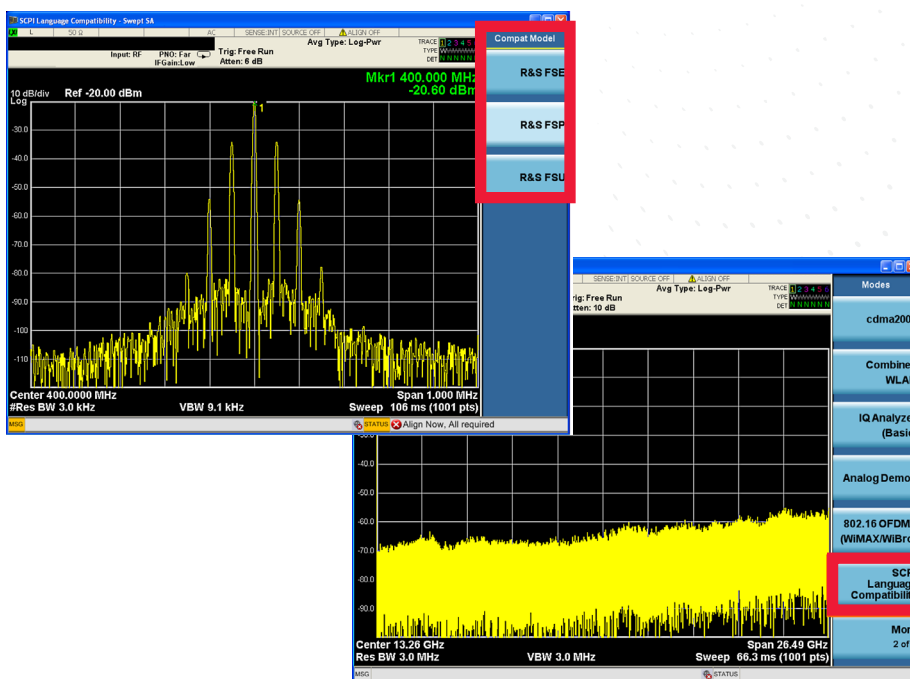 SCPI Language Compatibility - Swept SA
L 50 Ω AC SENSE:INT SOURCE OFF ALIGN OFF
Avg Type: Log-Pwr
TRACE 1 2 3 4 5
Input: RF PNO: Far Trig: Free Run
TYPE
IFGain:Low Atten: 6 dB
DET N N N N N
Mkr1 400.000 MHz
-20.60 dBm
10 dB/div Ref -20.00 dBm
Log
1
-30.0
-40.0
-50.0
-60.0
-70.0
-80.0
-90.0
-100
-110
Center 400.0000 MHz Span 1.000 MHz
#Res BW 3.0 kHz VBW 9.1 kHz Sweep 106 ms (1001 pts)
MSG STATUS Align Now, All required
Compat Model
R&S FSE
R&S FSP
R&S FSU
SENSE:INT SOURCE OFF ALIGN OFF
Avg Type: Log-Pwr
TRACE 1 2 3 4 5 6
rig: Free Run
TYPE
tten: 10 dB
DET N N N N N N
-40.0
-50.0
-60.0
-70.0
-80.0
-90.0
Center 13.26 GHz Span 26.49 GHz
Res BW 3.0 MHz VBW 3.0 MHz Sweep 66.3 ms (1001 pts)
MSG STATUS
Modes
cdma200
Combine
WLA
IQ Analyze
(Basi
Analog Demo
802.16 OFDM
(WiMAX/WiBro
SCP
Languag
Compatibili
Mor
2 of